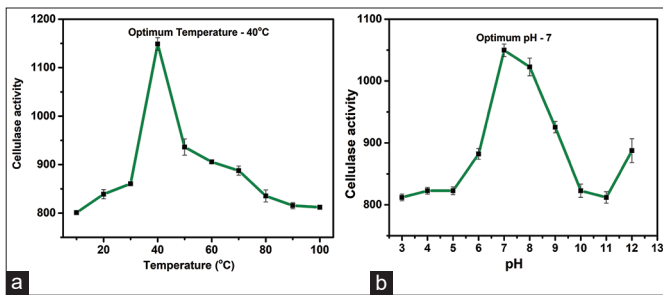 Optimum Temperature - 40°C
Cellulase activity
1200
1100
1000
900
800
10 20 30 40 50 60 70 80 90 100
Temperature (°C)
a
Optimum pH - 7
Cellulase activity
1100
1000
900
800
3 4 5 6 7 8 9 10 11 12 13
pH
b